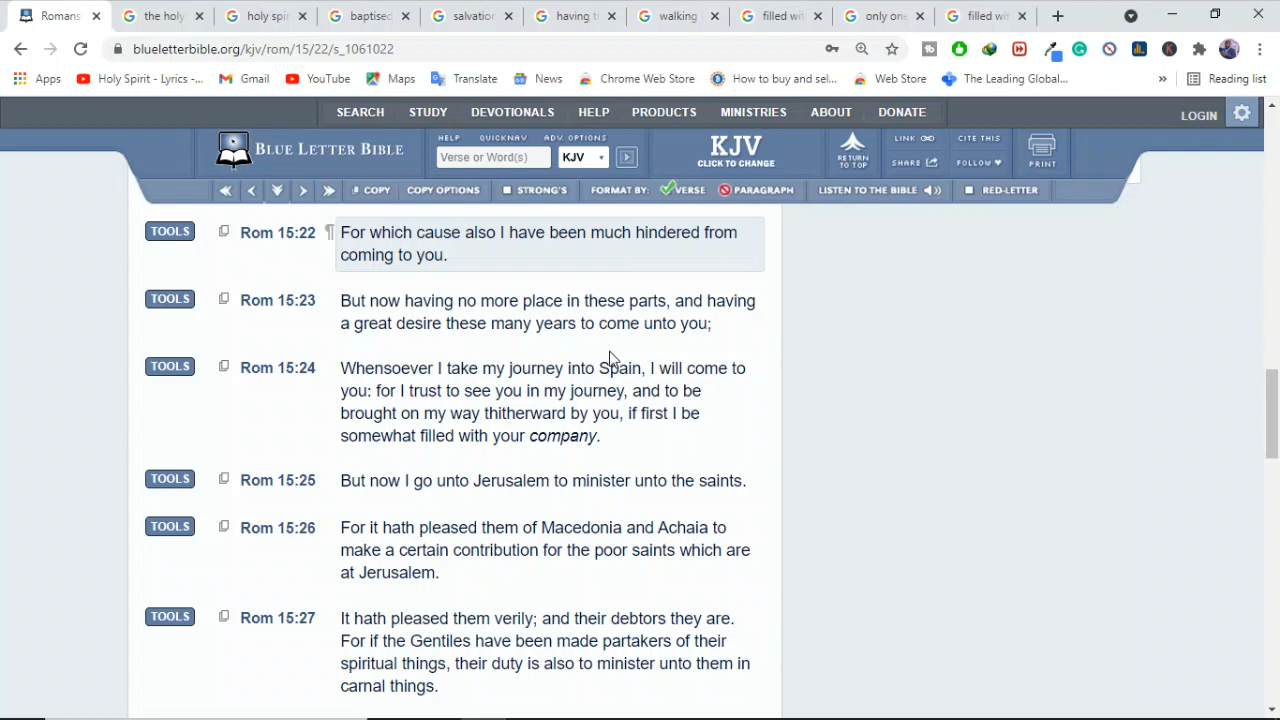 Romans
the holy
holy spir
baptised
salvation
having t
walking
filled wit
only one
filled wit
blueletterbible.org/kjv/rom/15/22/s_1061022
Apps
Holy Spirit - Lyrics -...
Gmail
YouTube
Maps
Translate
News
Chrome Web Store
How to buy and sel...
Web Store
The Leading Global...
»
Reading list
SEARCH STUDY DEVOTIONALS HELP PRODUCTS MINISTRIES ABOUT DONATE
LOGIN
BLUE LETTER BIBLE
HELP QUICKNAV ADV. OPTIONS
Verse or Word(s)
KJV
KJV
CLICK TO CHANGE
RETURN
TO TOP
LINK
SHARE
CITE THIS
FOLLOW
PRINT
COPY COPY OPTIONS STRONG'S FORMAT BY: VERSE PARAGRAPH LISTEN TO THE BIBLE RED-LETTER
TOOLS Rom 15:22 ¶ For which cause also I have been much hindered from
coming to you.
TOOLS Rom 15:23 But now having no more place in these parts, and having
a great desire these many years to come unto you;
TOOLS Rom 15:24 Whensoever I take my journey into Spain, I will come to
you: for I trust to see you in my journey, and to be
brought on my way thitherward by you, if first I be
somewhat filled with your company.
TOOLS Rom 15:25 But now I go unto Jerusalem to minister unto the saints.
TOOLS Rom 15:26 For it hath pleased them of Macedonia and Achaia to
make a certain contribution for the poor saints which are
at Jerusalem.
TOOLS Rom 15:27 It hath pleased them verily; and their debtors they are.
For if the Gentiles have been made partakers of their
spiritual things, their duty is also to minister unto them in
carnal things.